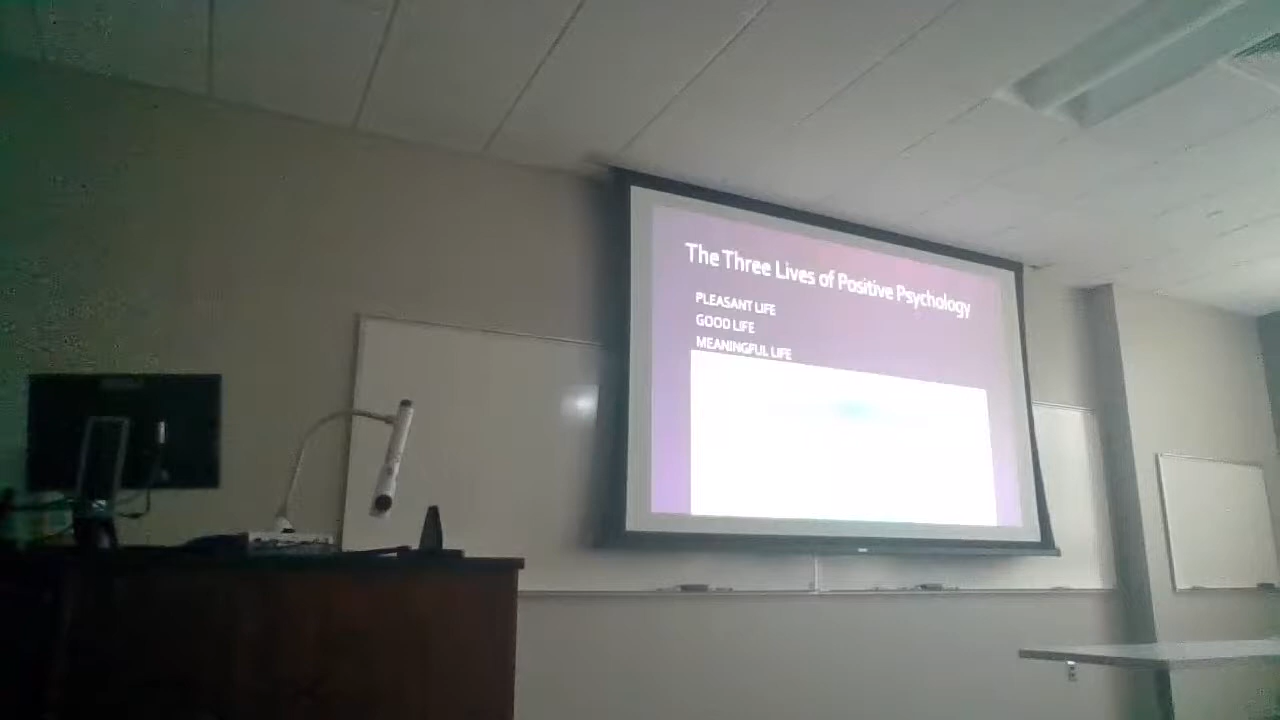 The Three Lives of Positive Psychology
PLEASANT LIFE
GOOD LIFE
MEANINGFUL LIFE